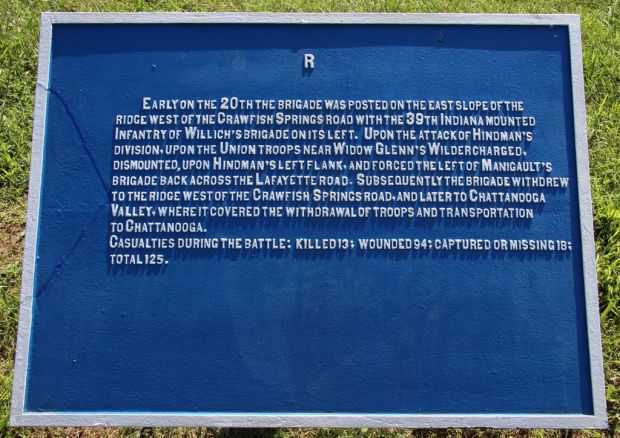 R
Early on the 20th the brigade was posted on the east slope of the
ridge west of the Crawfish Springs road with the 39th Indiana mounted
Infantry of Willich's brigade on its left. Upon the attack of Hindman's
division, upon the Union troops near Widow Glenn's Wilder charged,
dismounted, upon Hindman's left flank, and forced the left of Manigault's
brigade back across the Lafayette road. Subsequently the brigade withdrew
to the ridge west of the Crawfish Springs road, and later to Chattanooga
Valley, where it covered the withdrawal of troops and transportation
to Chattanooga.
Casualties during the battle: killed 13; wounded 94; captured or missing 18;
total 125.